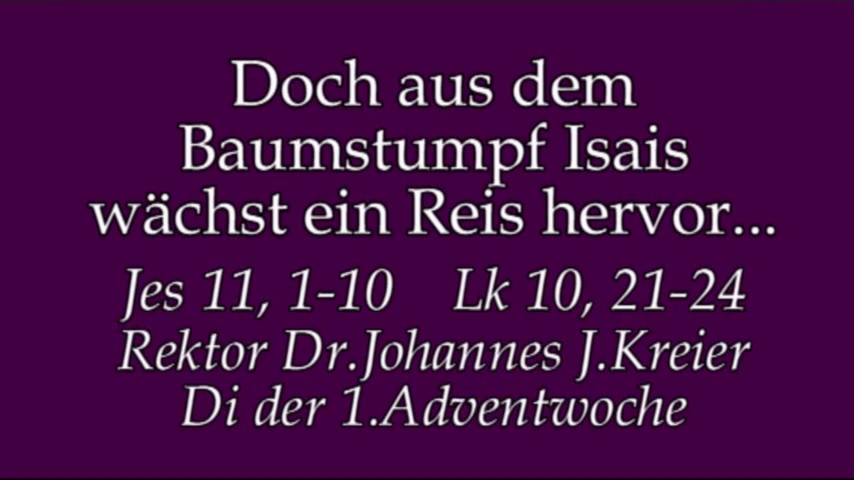 Doch aus dem
Baumstumpf Isais
wächst ein Reis hervor...
Jes 11, 1-10 Lk 10, 21-24
Rektor Dr.Johannes J.Kreier
Di der 1.Adventwoche